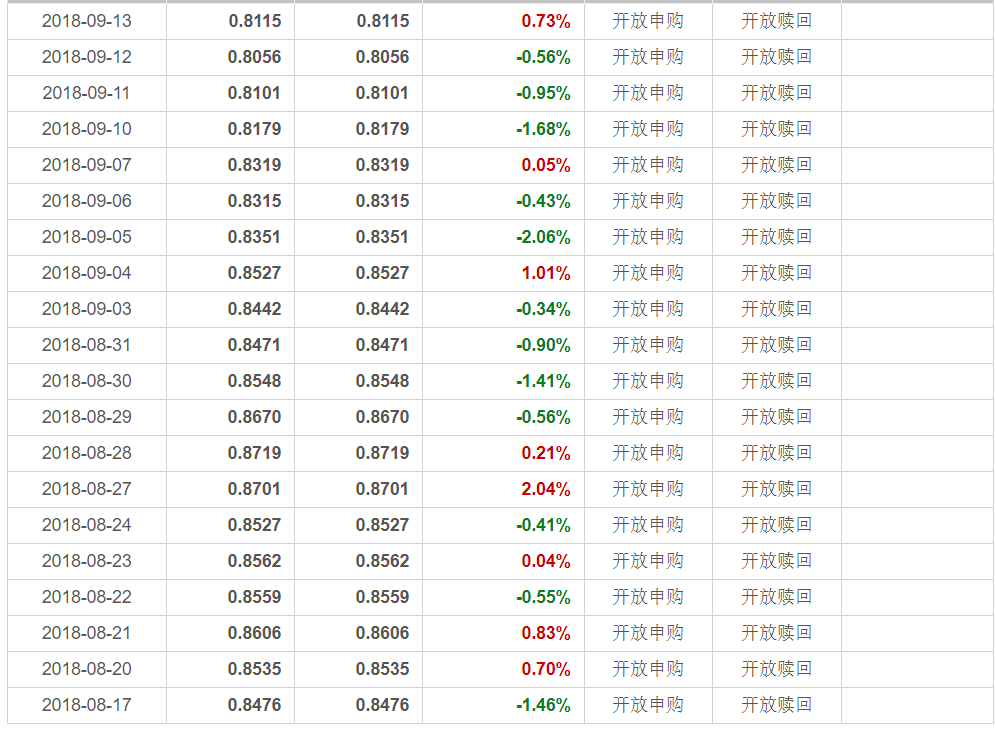 2018-09-13 0.8115 0.8115 0.73% 开放申购 开放赎回
2018-09-12 0.8056 0.8056 -0.56% 开放申购 开放赎回
2018-09-11 0.8101 0.8101 -0.95% 开放申购 开放赎回
2018-09-10 0.8179 0.8179 -1.68% 开放申购 开放赎回
2018-09-07 0.8319 0.8319 0.05% 开放申购 开放赎回
2018-09-06 0.8315 0.8315 -0.43% 开放申购 开放赎回
2018-09-05 0.8351 0.8351 -2.06% 开放申购 开放赎回
2018-09-04 0.8527 0.8527 1.01% 开放申购 开放赎回
2018-09-03 0.8442 0.8442 -0.34% 开放申购 开放赎回
2018-08-31 0.8471 0.8471 -0.90% 开放申购 开放赎回
2018-08-30 0.8548 0.8548 -1.41% 开放申购 开放赎回
2018-08-29 0.8670 0.8670 -0.56% 开放申购 开放赎回
2018-08-28 0.8719 0.8719 0.21% 开放申购 开放赎回
2018-08-27 0.8701 0.8701 2.04% 开放申购 开放赎回
2018-08-24 0.8527 0.8527 -0.41% 开放申购 开放赎回
2018-08-23 0.8562 0.8562 0.04% 开放申购 开放赎回
2018-08-22 0.8559 0.8559 -0.55% 开放申购 开放赎回
2018-08-21 0.8606 0.8606 0.83% 开放申购 开放赎回
2018-08-20 0.8535 0.8535 0.70% 开放申购 开放赎回
2018-08-17 0.8476 0.8476 -1.46% 开放申购 开放赎回